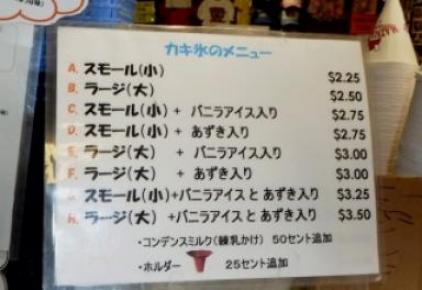 カキ氷のメニュー
A. スモール(小) $2.25
B. ラージ(大) $2.50
C. スモール(小) + バニラアイス入り $2.75
D. スモール(小) + あずき入り $2.75
E. ラージ(大) + バニラアイス入り $3.00
F. ラージ(大) + あずき入り $3.00
スモール(小)+バニラアイス と あずき入り $3.25
H. ラージ(大) +バニラアイス と あずき入り $3.50
・コンデンスミルク(練乳かけ) 50セント追加
・ホルダー 25セント追加